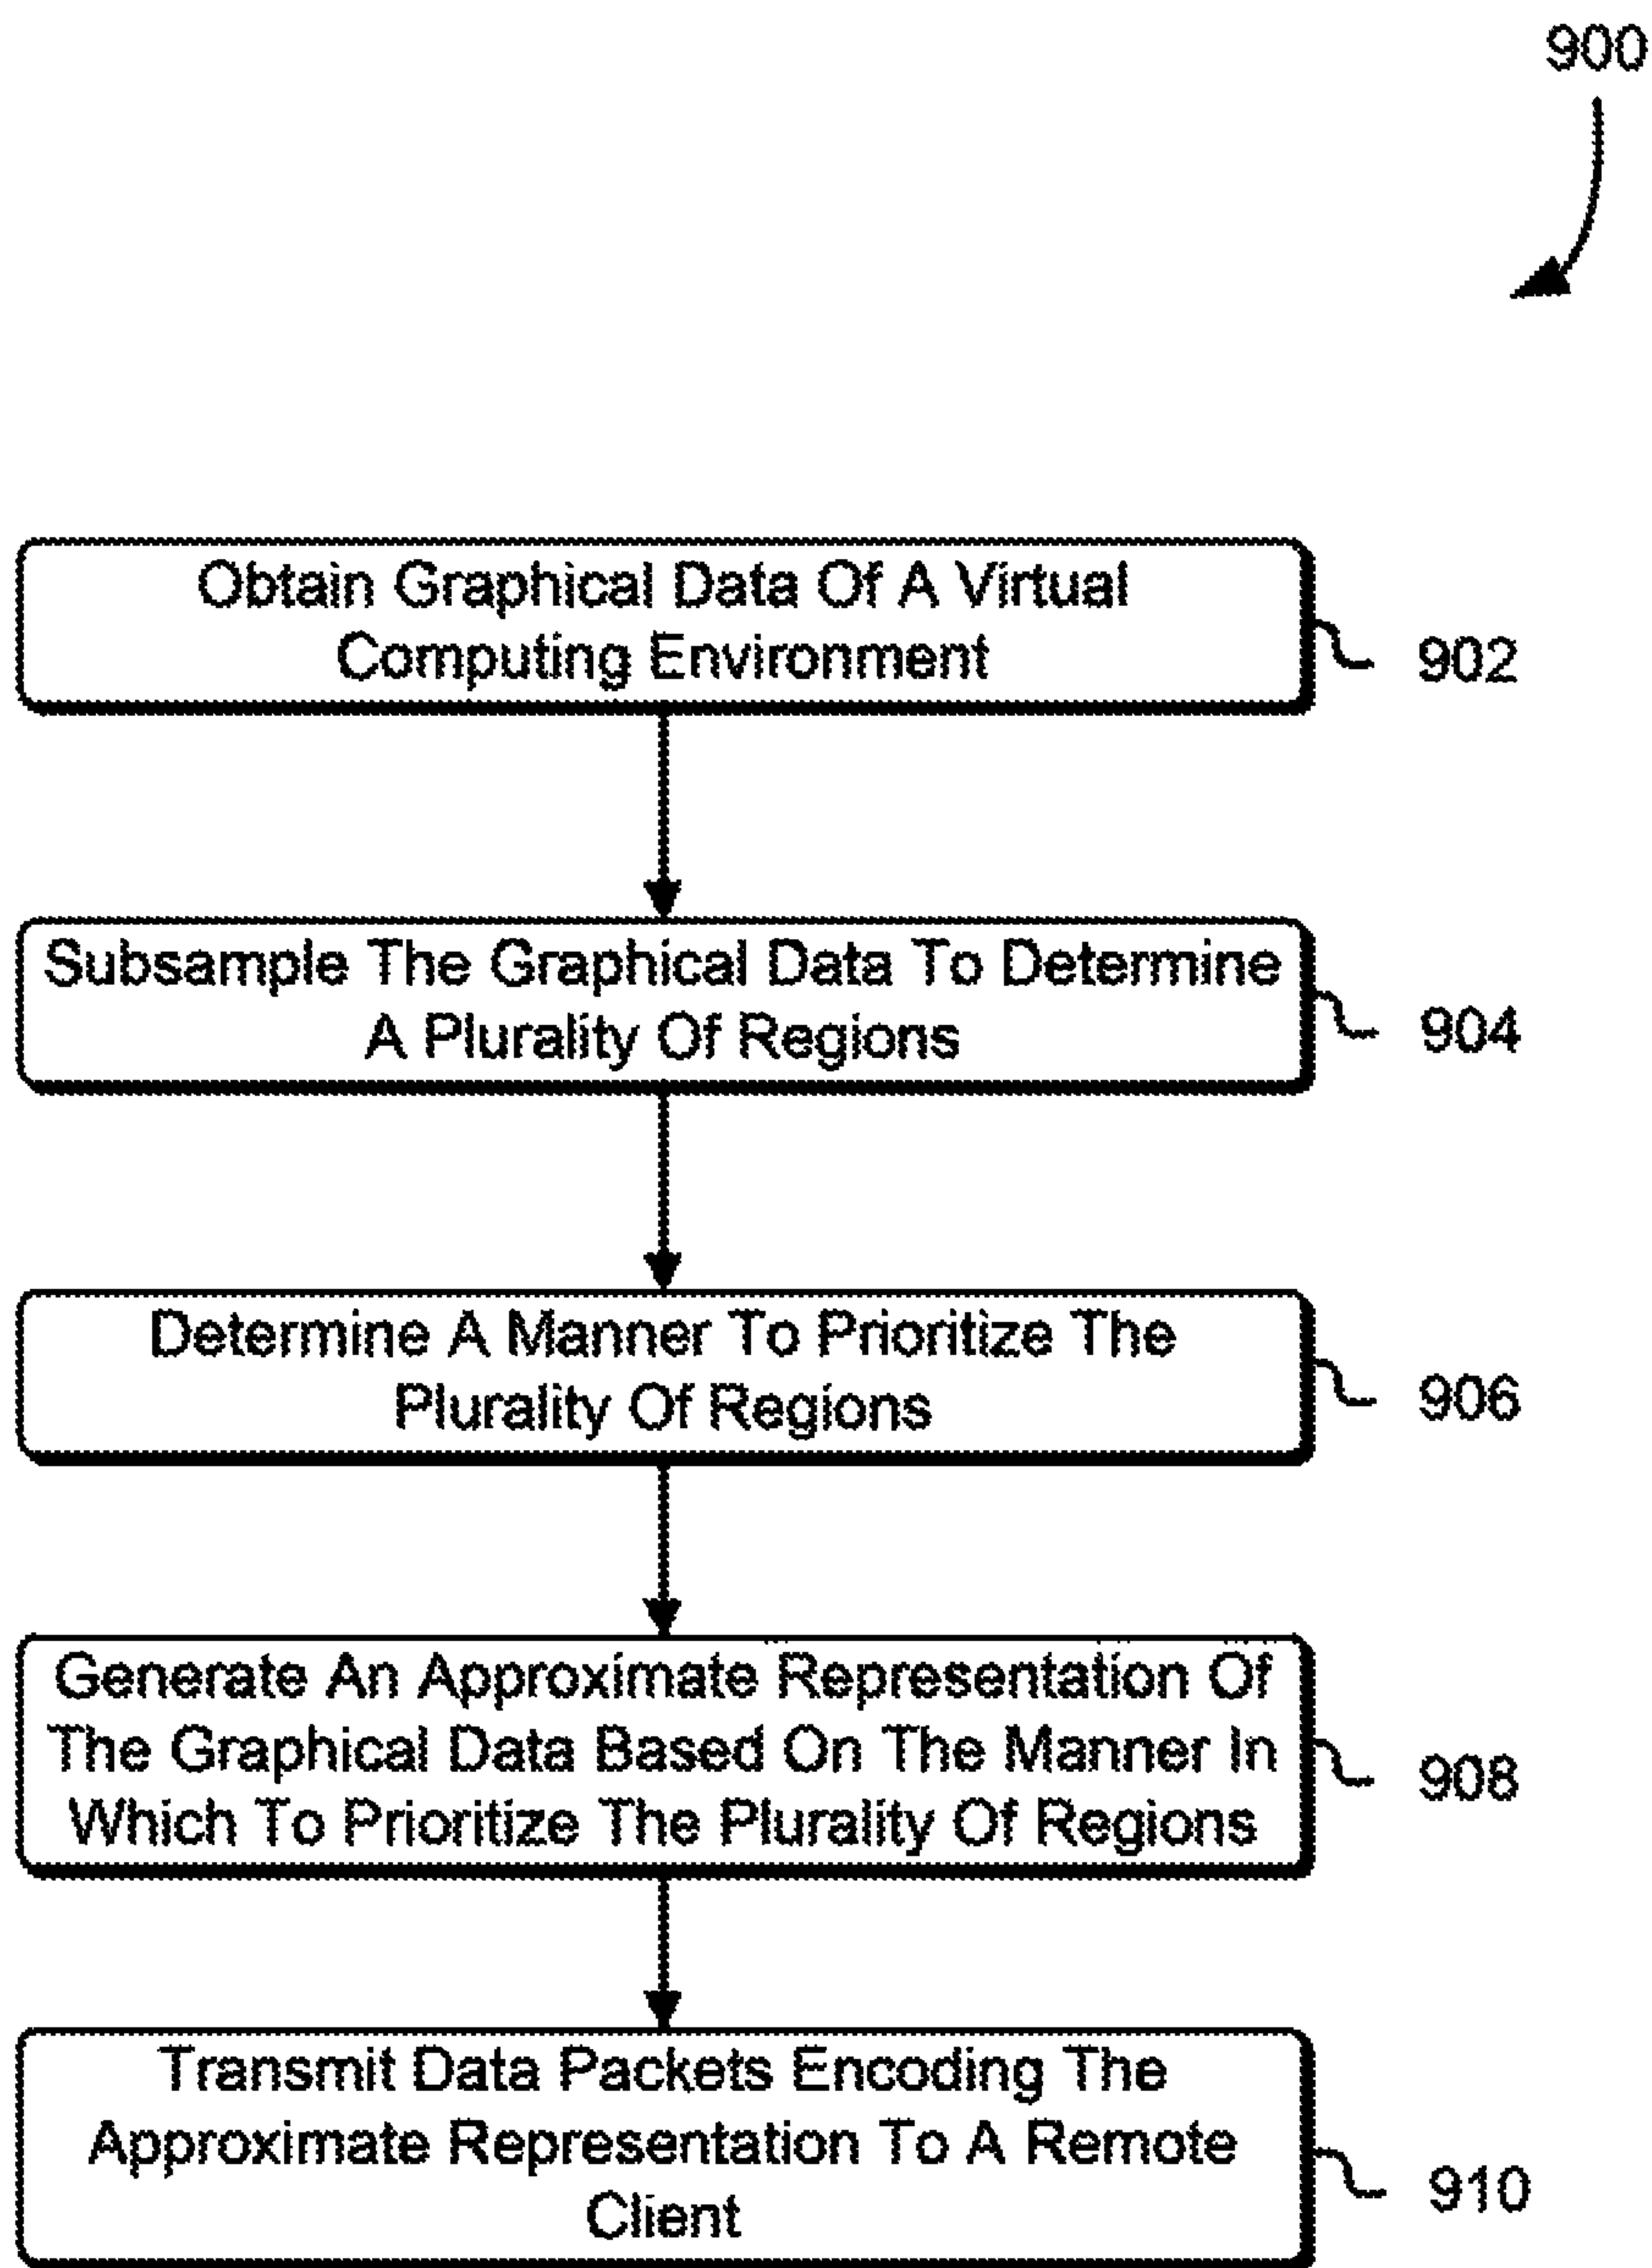 900
Obtain Graphical Data Of A Virtual
Computing Environment
902
Subsample The Graphical Data To Determine
A Plurality Of Regions
904
Determine A Manner To Prioritize The
Plurality Of Regions
906
Generate An Approximate Representation Of
The Graphical Data Based On The Manner In
Which To Prioritize The Plurality Of Regions
908
Transmit Data Packets Encoding The
Approximate Representation To A Remote
Client
910